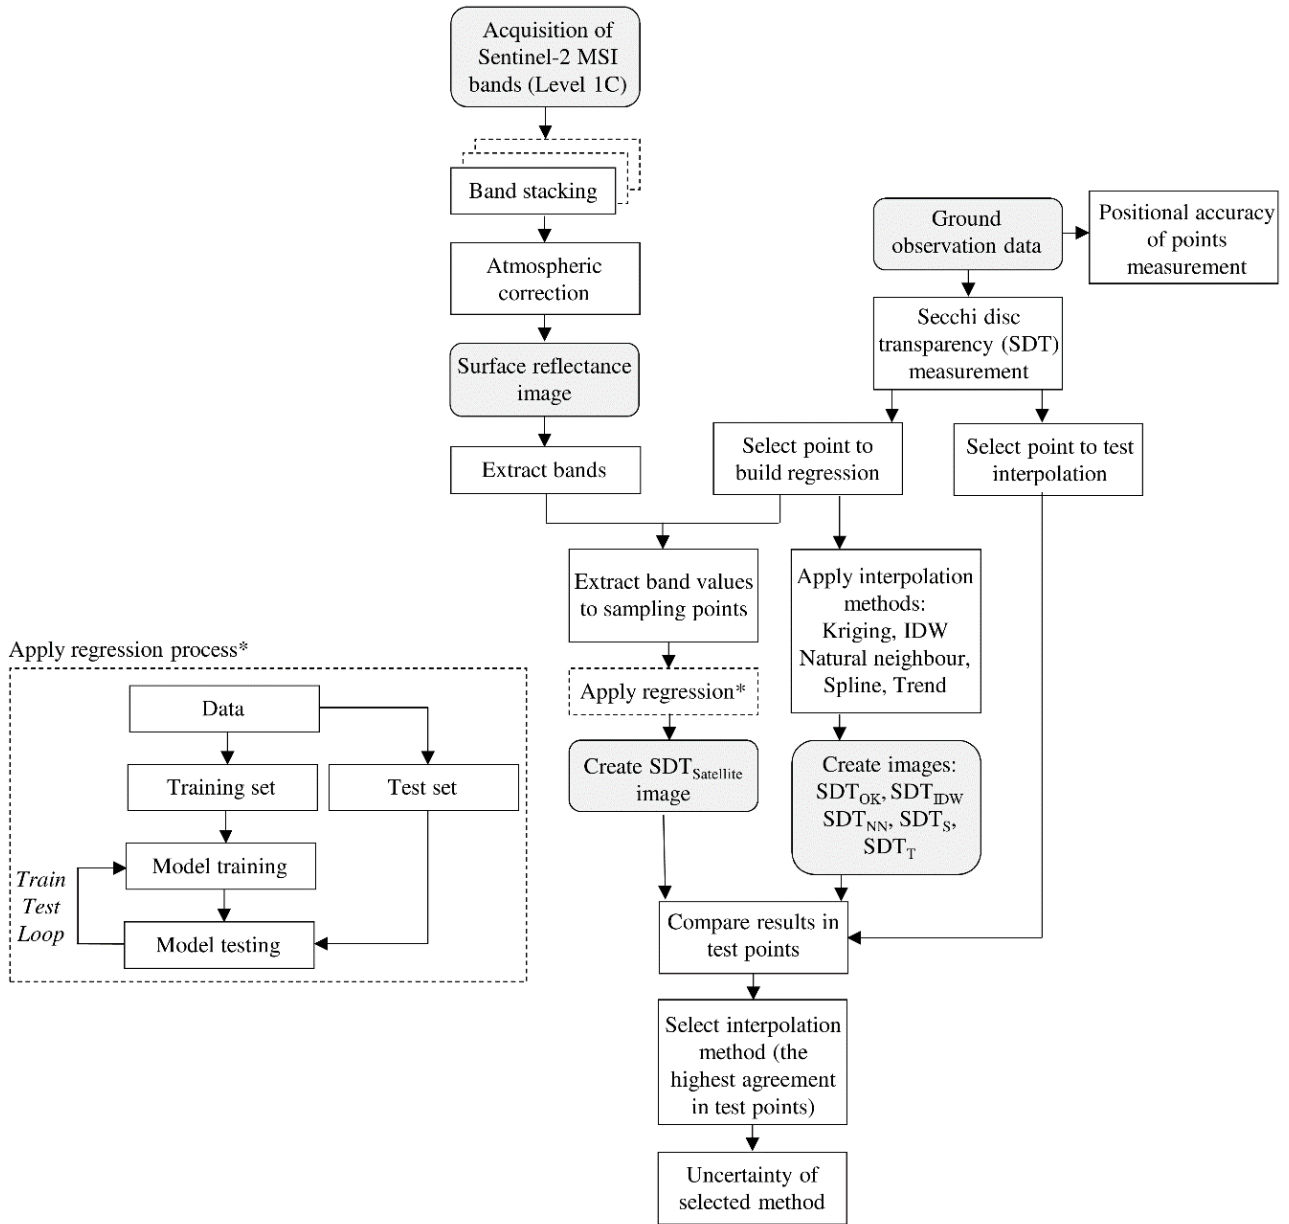 Acquisition of
Sentinel-2 MSI
bands (Level 1C)
Band stacking
Atmospheric
correction
Surface reflectance
image
Extract bands
Ground
observation data
Positional accuracy
of points
measurement
Secchi disc
transparency (SDT)
measurement
Select point to
build regression
Select point to test
interpolation
Extract band values
to sampling points
Apply regression*
Create SDTSatellite
image
Apply interpolation
methods:
Kriging, IDW
Natural neighbour,
Spline, Trend
Create images:
SDTOK, SDTIDW
SDTNN, SDTS,
SDTT
Apply regression process*
Data
Training set
Test set
Model training
Train
Test
Loop
Model testing
Compare results in
test points
Select interpolation
method (the
highest agreement
in test points)
Uncertainty of
selected method